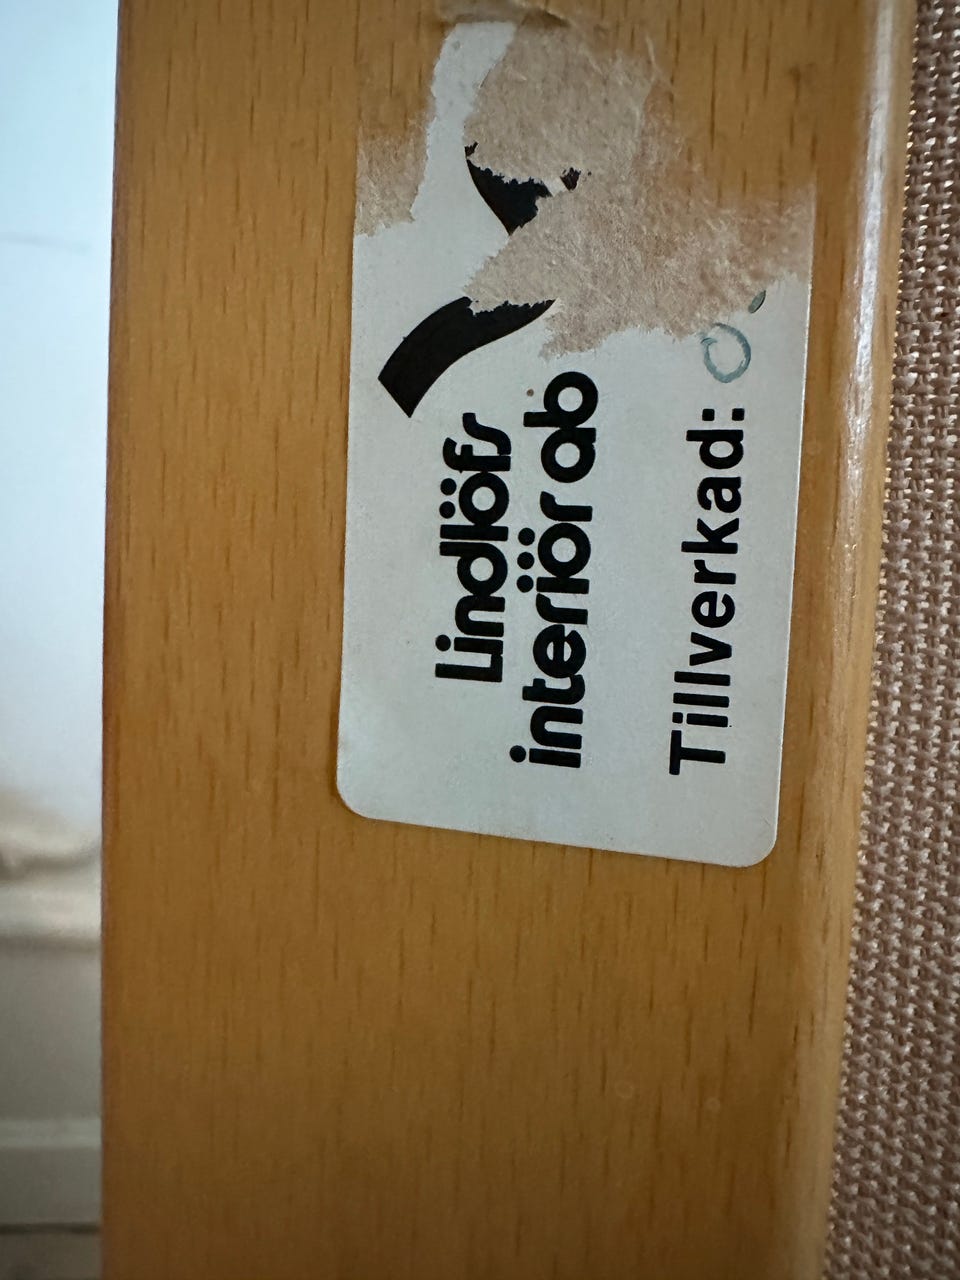 Lindlöfs
interiör ab
Tillverkad: